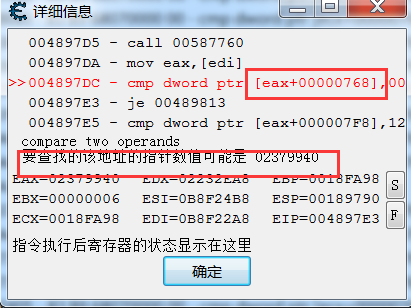 详细信息
004897D5 - call 00587760
004897DA - mov eax,[edi]
>>004897DC - cmp dword ptr [eax+00000768],00
004897E3 - je 00489813
004897E5 - cmp dword ptr [eax+000007F8],12
compare two operands
要查找的该地址的指针数值可能是 02379940
EAX=02379940 EDX=02232EA8 EBP=0018FA98
EBX=00000006 ESI=0B8F24B8 ESP=00189790
ECX=0018FA98 EDI=0B8F22A8 EIP=004897E3
S
F
指令执行后寄存器的状态显示在这里
确定